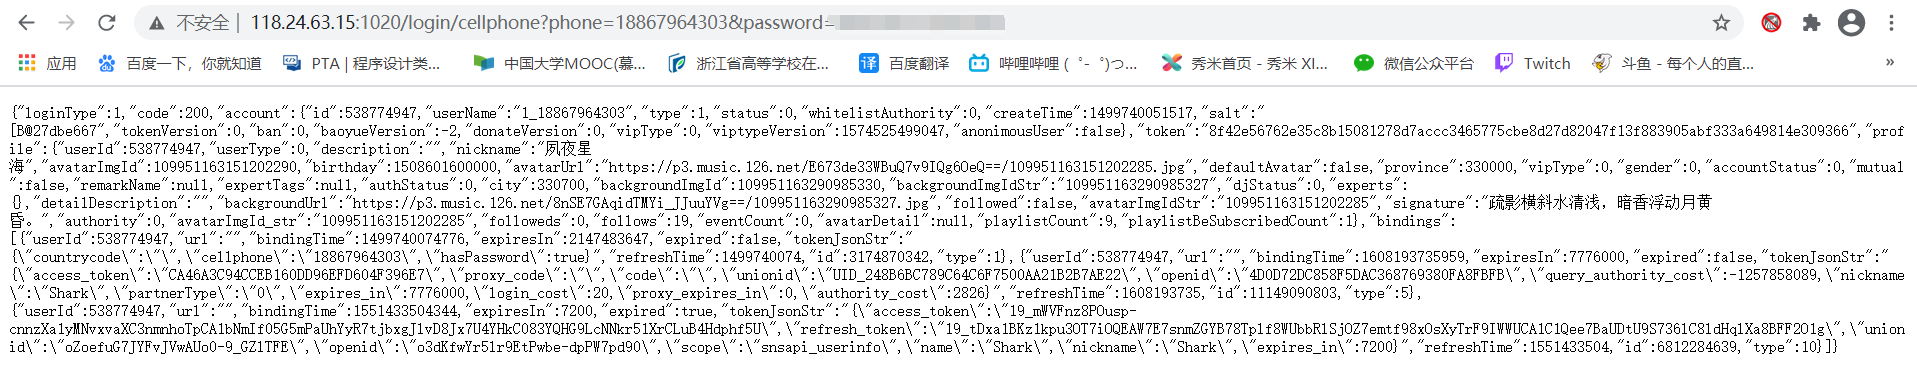 不安全 | 118.24.63.15:1020/login/cellphone?phone=18867964303&password=
应用 百度一下，你就知道 PTA | 程序设计类... 中国大学MOOC(慕... 浙江省高等学校在... 百度翻译 哔哩哔哩 ( ゜- ゜)つ... 秀米首页 - 秀米 XI... 微信公众平台 Twitch 斗鱼 - 每个人的直... »
{"loginType":1,"code":200,"account":{"id":538774947,"userName":"1_18867964303","type":1,"status":0,"whitelistAuthority":0,"createTime":1499740051517,"salt":"
[B@27dbe667","tokenVersion":0,"ban":0,"baoyueVersion":-2,"donateVersion":0,"vipType":0,"viptypeVersion":1574525499047,"anonimousUser":false},"token":"8f42e56762e35c8b15081278d7accc3465775cbe8d27d82047f13f883905abf333a649814e309366","prof
ile":{"userId":538774947,"userType":0,"description":"","nickname":"夙夜星
海","avatarImgId":109951163151202290,"birthday":1508601600000,"avatarUrl":"https://p3.music.126.net/E673de33WBuQ7v9IQg6OeQ==/109951163151202285.jpg","defaultAvatar":false,"province":330000,"vipType":0,"gender":0,"accountStatus":0,"mutual
":false,"remarkName":null,"expertTags":null,"authStatus":0,"city":330700,"backgroundImgId":109951163290985330,"backgroundImgIdStr":"109951163290985327","djStatus":0,"experts":
{},"detailDescription":"","backgroundUrl":"https://p3.music.126.net/8nSE7GAqidTMYi_JJuuYVg==/109951163290985327.jpg","followed":false,"avatarImgIdStr":"109951163151202285","signature":"疏影横斜水清浅，暗香浮动月黄
昏。","authority":0,"avatarImgId_str":"109951163151202285","followeds":0,"follows":19,"eventCount":0,"avatarDetail":null,"playlistCount":9,"playlistBeSubscribedCount":1},"bindings":
[{"userId":538774947,"url":"","bindingTime":1499740074776,"expiresIn":2147483647,"expired":false,"tokenJsonStr":"
{\"countrycode\":\"\",\"cellphone\":\"18867964303\",\"hasPassword\":true}","refreshTime":1499740074,"id":3174870342,"type":1},{"userId":538774947,"url":"","bindingTime":1608193735959,"expiresIn":7776000,"expired":false,"tokenJsonStr":"
{\"access_token\":\"CA46A3C94CCEB160DD96EFD604F396E7\",\"proxy_code\":\"\",\"code\":\"\",\"unionid\":\"UID_248B6BC789C64C6F7500AA21B2B7AE22\",\"openid\":\"4D0D72DC858F5DAC368769380FA8FBFB\",\"query_authority_cost\":-1257858089,\"nickname
\":\"Shark\",\"partnerType\":\"0\",\"expires_in\":7776000,\"login_cost\":20,\"proxy_expires_in\":0,\"authority_cost\":2826}","refreshTime":1608193735,"id":11149090803,"type":5},
{"userId":538774947,"url":"","bindingTime":1551433504344,"expiresIn":7200,"expired":true,"tokenJsonStr":"{\"access_token\":\"19_mWVFnz8POusp-
cnnzXa1yMNvxvaXC3nmnhoTpCA1bNmIf05G5mPaUhYyR7tjbxgJ1vD8Jx7U4YHkC083YQHG9LcNNkr51XrCLuB4Hdphf5U\",\"refresh_token\":\"19_tDxa1BKz1kpu3OT7iOQEAW7E7snmZGYB78Tp1f8WUbbR1SjOZ7emtf98xOsXyTrF9IWWUCA1C1Qee7BaUDtU9S7361C81dHqlXa8BFF2O1g\",\"union
id\":\"oZoefuG7JYFvJVwAUo0-9_GZ1TFE\",\"openid\":\"o3dKfwYr51r9EtPwbe-dpPW7pd90\",\"scope\":\"snsapi_userinfo\",\"name\":\"Shark\",\"nickname\":\"Shark\",\"expires_in\":7200}","refreshTime":1551433504,"id":6812284639,"type":10}]}